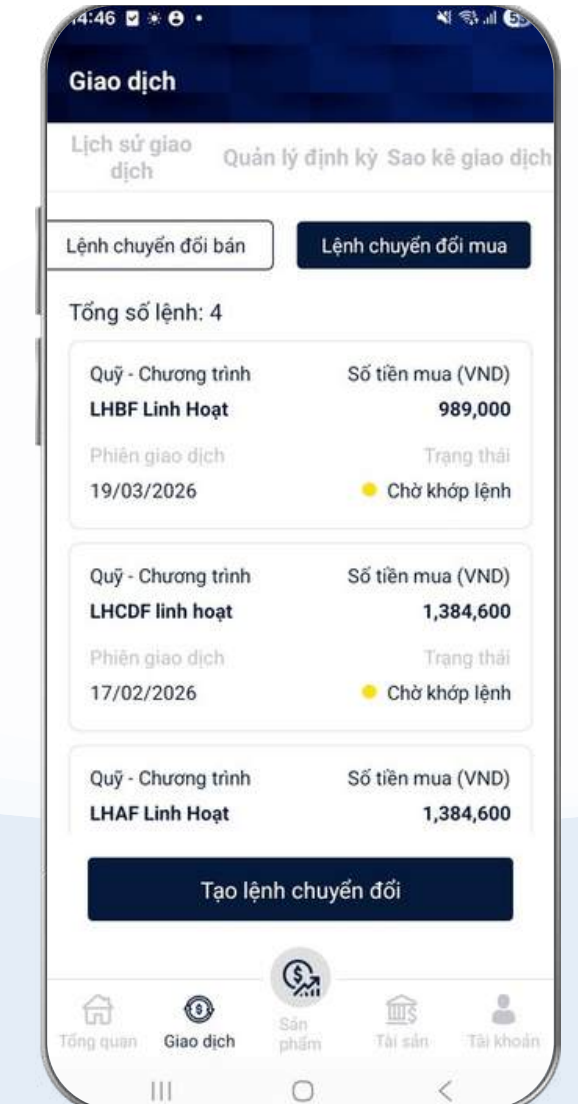 14:46
Giao dịch
Lịch sử giao dịch
Quản lý định kỳ
Sao kê giao dịch
Lệnh chuyển đổi bán
Lệnh chuyển đổi mua
Tổng số lệnh: 4
Quỹ - Chương trình Số tiền mua (VND)
LHBF Linh Hoạt 989,000
Phiên giao dịch Trạng thái
19/03/2026 Chờ khớp lệnh
Quỹ - Chương trình Số tiền mua (VND)
LHCDF linh hoạt 1,384,600
Phiên giao dịch Trạng thái
17/02/2026 Chờ khớp lệnh
Quỹ - Chương trình Số tiền mua (VND)
LHAF Linh Hoạt 1,384,600
Tạo lệnh chuyển đổi
Tổng quan
Giao dịch
Sản phẩm
Tài sản
Tài khoản